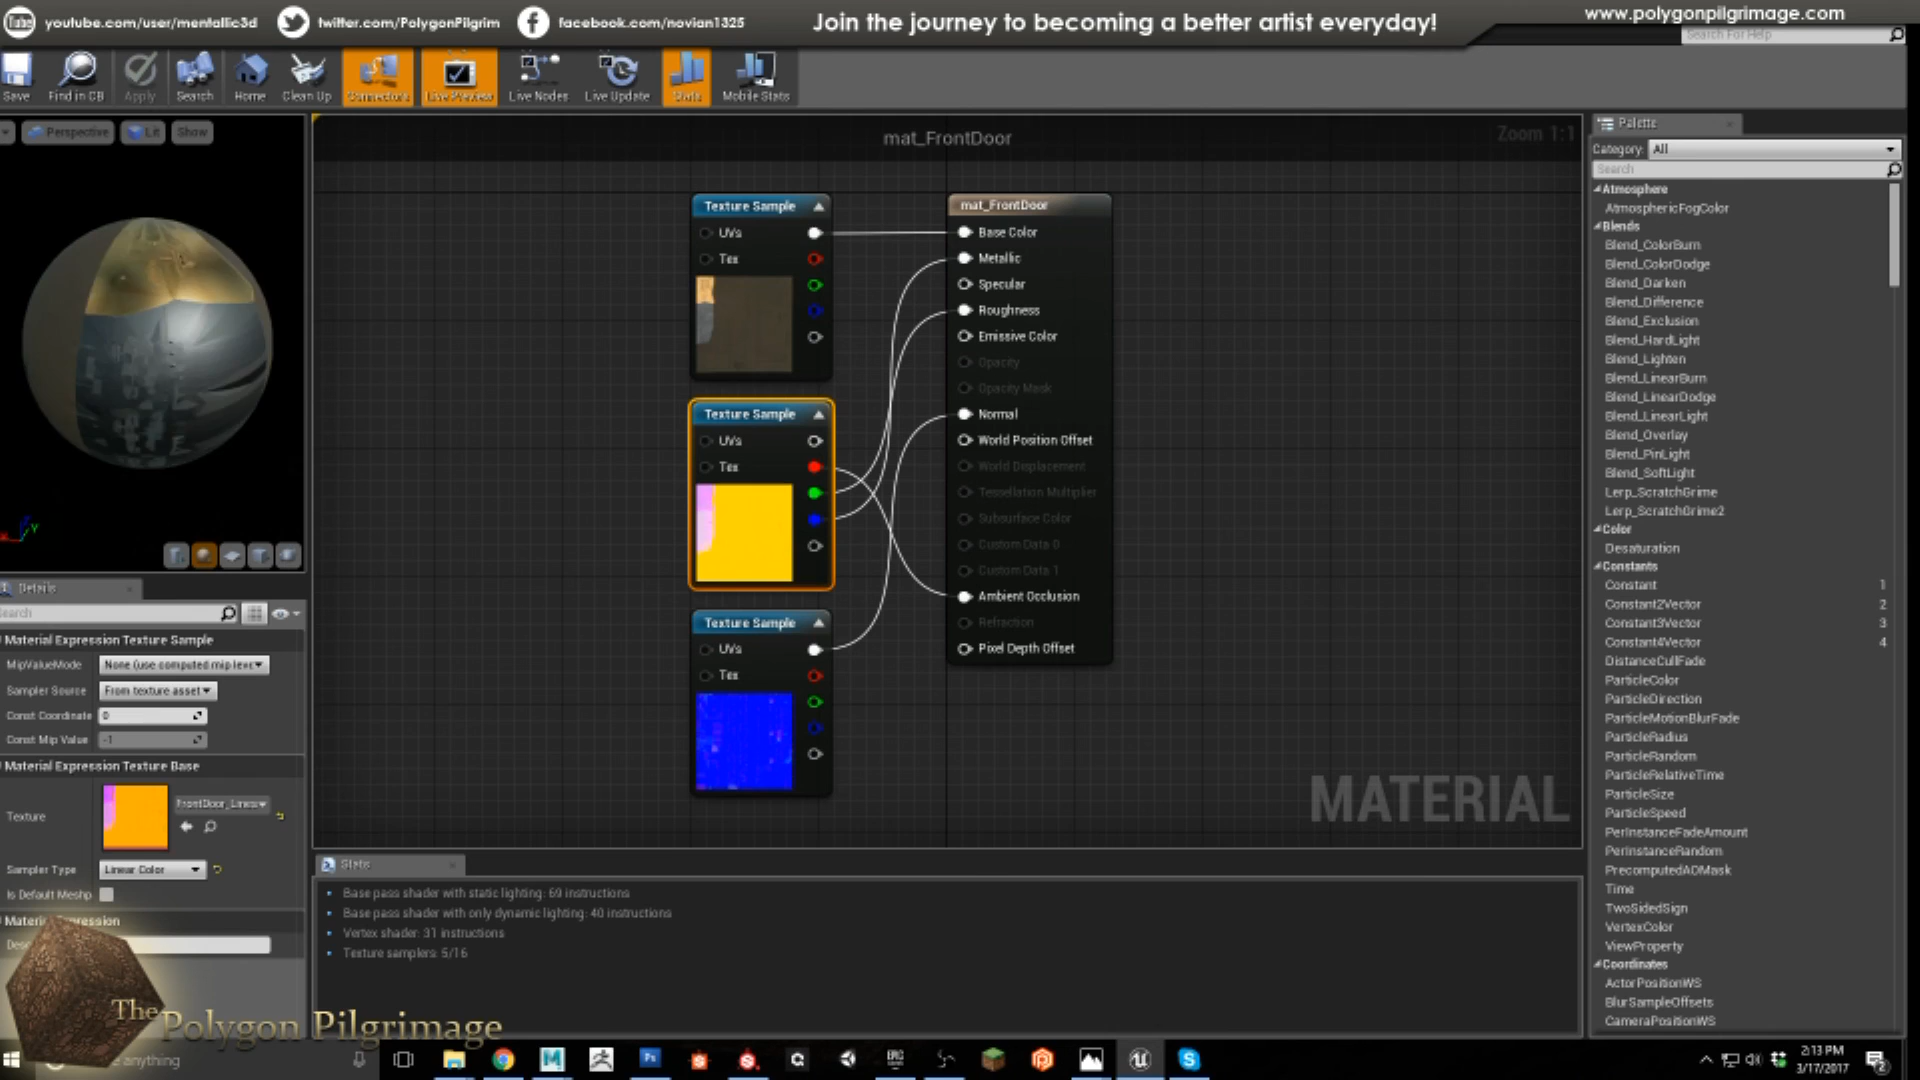 You Tube youtube.com/user/mentallic3d
twitter.com/PolygonPilgrim
facebook.com/novian1325
Join the journey to becoming a better artist everyday!
www.polygonpilgrimage.com
Search For Help
Save
Find in CB
Apply
Search
Home
Clean Up
Connectors
Live Preview
Live Nodes
Live Update
Stats
Mobile Stats
Perspective
Lit
Show
mat_FrontDoor
Zoom 1:1
Texture Sample
UVs
Tex
Texture Sample
UVs
Tex
Texture Sample
UVs
Tex
mat_FrontDoor
Base Color
Metallic
Specular
Roughness
Emissive Color
Opacity
Opacity Mask
Normal
World Position Offset
World Displacement
Tessellation Multiplier
Subsurface Color
Custom Data 0
Custom Data 1
Ambient Occlusion
Refraction
Pixel Depth Offset
MATERIAL
Details
Search
Material Expression Texture Sample
MipValueMode None (use computed mip leve
Sampler Source From texture asset
Const Coordinate 0
Const Mip Value -1
Material Expression Texture Base
Texture
FrontDoor_Linea
Sampler Type Linear Color
Is Default Meshp
Stats
Base pass shader with static lighting: 69 instructions
Base pass shader with only dynamic lighting: 40 instructions
Vertex shader: 31 instructions
Texture samplers: 5/16
Palette
Category: All
Search
Atmosphere
AtmosphericFogColor
Blends
Blend_ColorBurn
Blend_ColorDodge
Blend_Darken
Blend_Difference
Blend_Exclusion
Blend_HardLight
Blend_Lighten
Blend_LinearBurn
Blend_LinearDodge
Blend_LinearLight
Blend_Overlay
Blend_PinLight
Blend_SoftLight
Lerp_ScratchGrime
Lerp_ScratchGrime2
Color
Desaturation
Constants
Constant 1
Constant2Vector 2
Constant3Vector 3
Constant4Vector 4
DistanceCullFade
ParticleColor
ParticleDirection
ParticleMotionBlurFade
ParticleRadius
ParticleRandom
ParticleRelativeTime
ParticleSize
ParticleSpeed
PerInstanceFadeAmount
PerInstanceRandom
PrecomputedAOMask
Time
TwoSidedSign
VertexColor
ViewProperty
Coordinates
ActorPositionWS
BlurSampleOffsets
CameraPositionWS
The Polygon Pilgrimage
anything
2:13 PM
3/17/2017